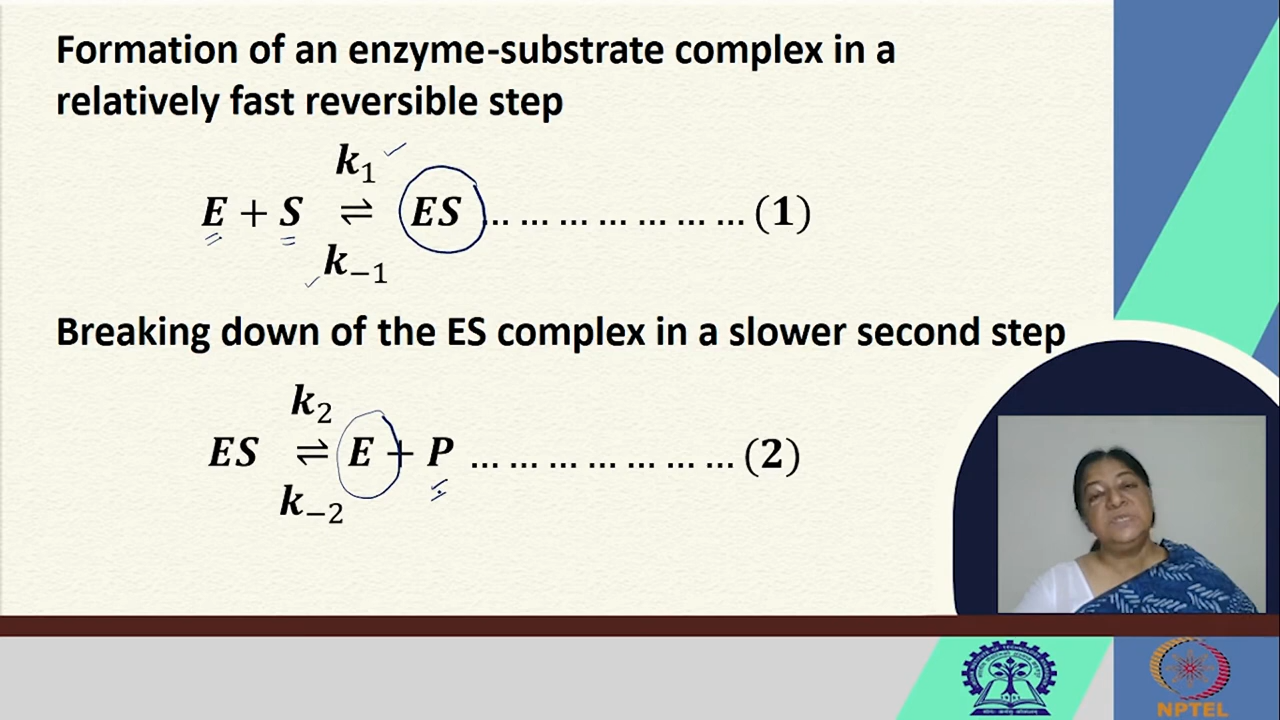 Formation of an enzyme-substrate complex in a
relatively fast reversible step
k₁
E + S ⇌ ES ... ... ... ... ... ... ... (1)
k₋₁
Breaking down of the ES complex in a slower second step
k₂
ES ⇌ E + P ... ... ... ... ... ... ... (2)
k₋₂
NPTEL